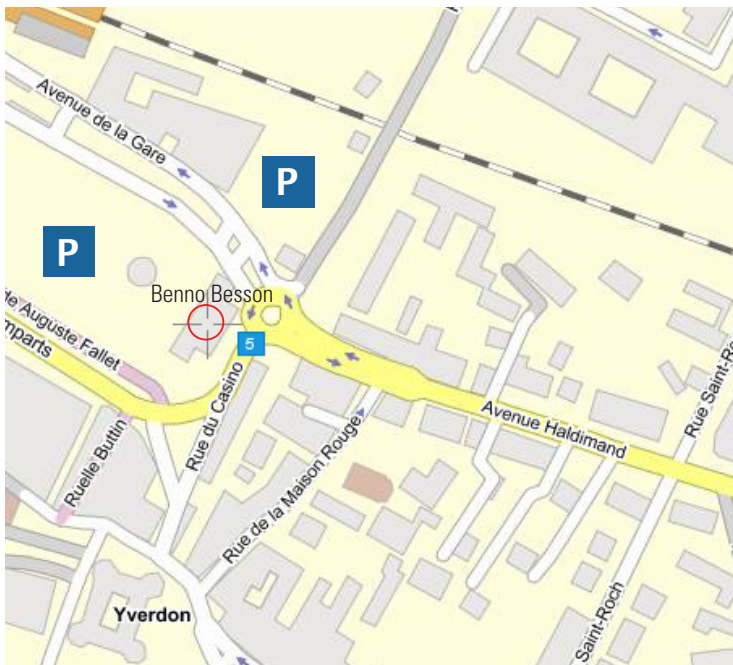 Avenue de la Gare
P
P
Benno Besson
de Auguste Fallet
mparts
5
Rue du Casino
Ruelle Buttin
Rue de la Maison Rouge
Avenue Haldimand
Rue Saint-Ro
Saint-Roch
Yverdon